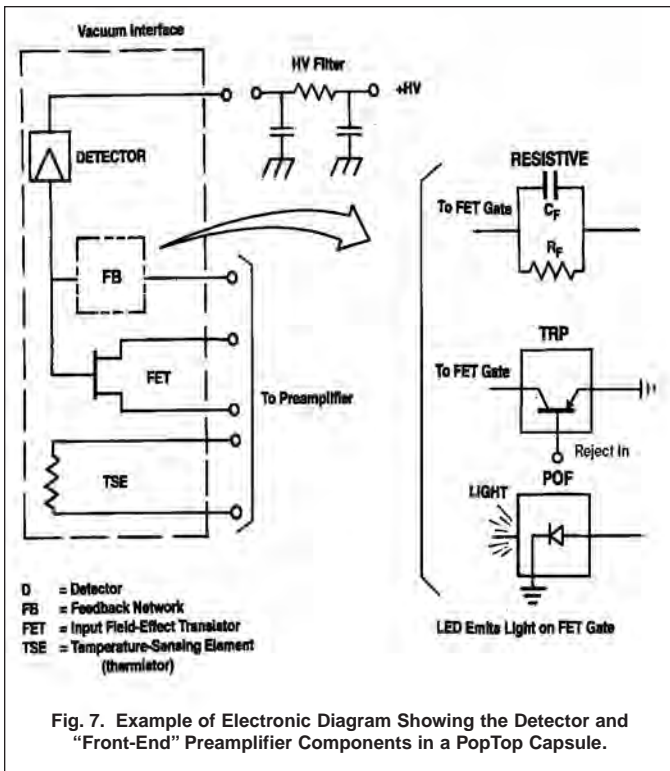 Vacuum Interface
HV Filter
+HV
DETECTOR
FB
FET
TSE
To Preamplifier
RESISTIVE
To FET Gate
CF
RF
TRP
To FET Gate
Reject In
POF
LIGHT
LED Emits Light on FET Gate
D = Detector
FB = Feedback Network
FET = Input Field-Effect Transistor
TSE = Temperature-Sensing Element
(thermistor)
Fig. 7. Example of Electronic Diagram Showing the Detector and
“Front-End” Preamplifier Components in a PopTop Capsule.